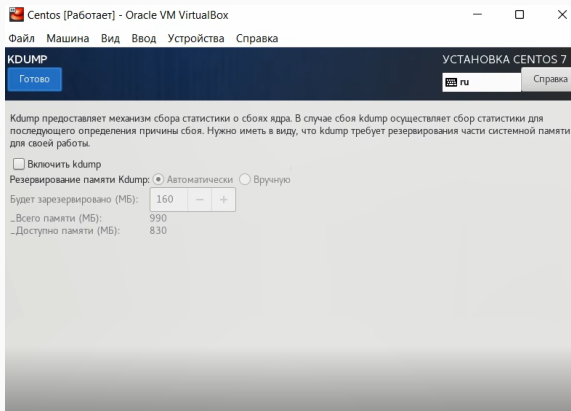 Centos [Работает] - Oracle VM VirtualBox
Файл Машина Вид Ввод Устройства Справка
KDUMP
УСТАНОВКА CENTOS 7
Готово
ru
Справка
Kdump предоставляет механизм сбора статистики о сбоях ядра. В случае сбоя kdump осуществляет сбор статистики для
последующего определения причины сбоя. Нужно иметь в виду, что kdump требует резервирования части системной памяти
для своей работы.
Включить kdump
Резервирование памяти Kdump: Автоматически Вручную
Будет зарезервировано (МБ): 160 − +
_Всего памяти (МБ): 990
_Доступно памяти (МБ): 830